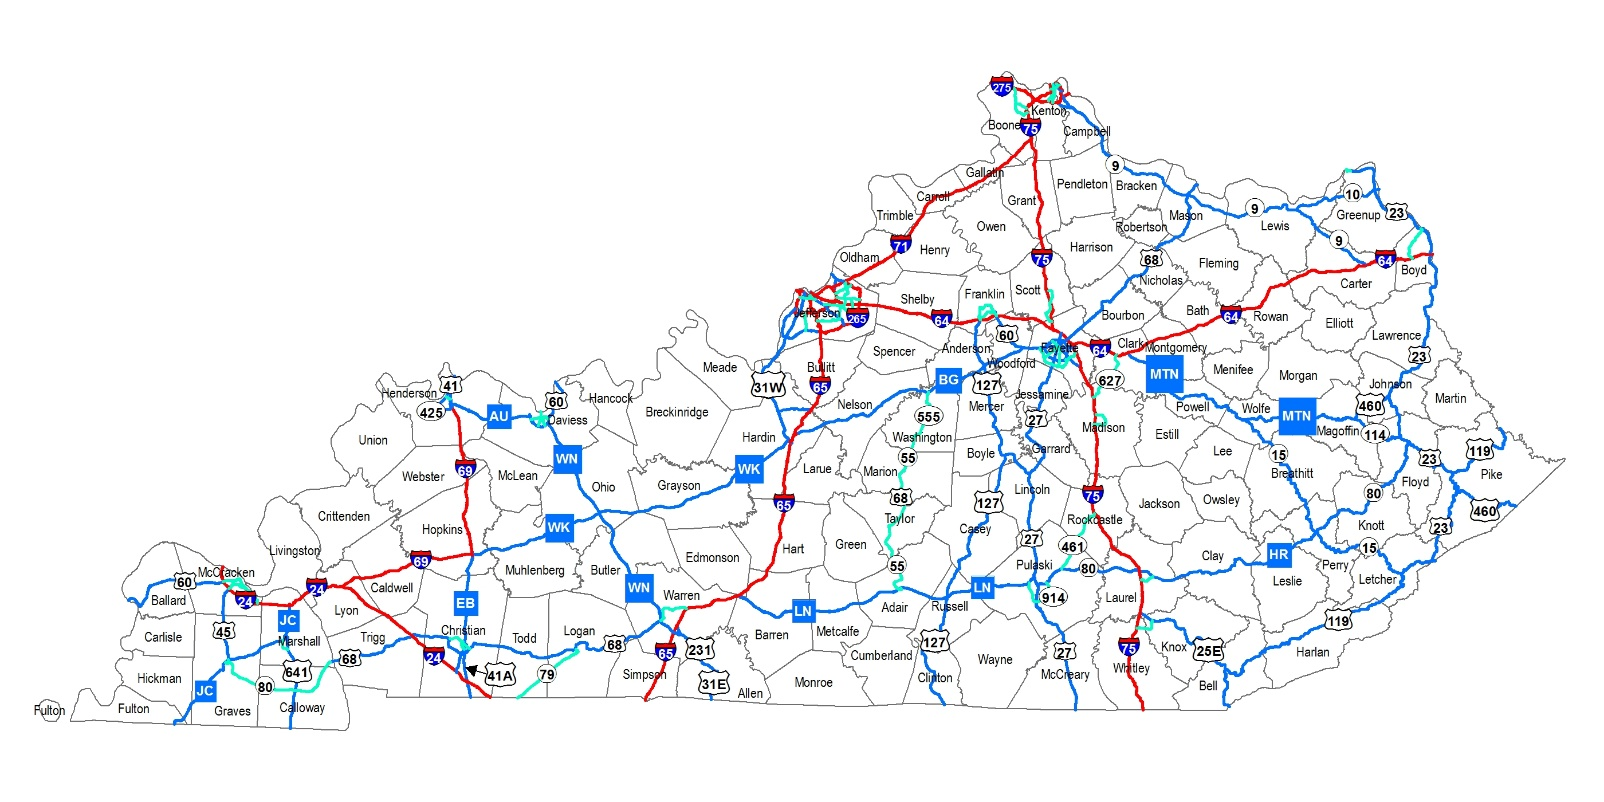 275
Kenton
Boone
75
Campbell
9
Gallatin
Pendleton
Bracken
Carroll
Grant
10
Trimble
Mason
9
23
Lewis
Greenup
Owen
Robertson
71
Henry
Harrison
9
Oldham
75
68
Fleming
64
Boyd
Nicholas
Carter
Shelby
Franklin
Scott
Jefferson
265
64
Bourbon
Bath
64
Rowan
Elliott
60
Lawrence
Spencer
Anderson
Fayette
64
Clark
Montgomery
23
Meade
Woodford
Bullitt
Menifee
Morgan
41
31W
65
BG
127
627
MTN
Johnson
Henderson
Hancock
Jessamine
Martin
425
AU
60
Daviess
Breckinridge
Nelson
555
Mercer
27
Powell
Wolfe
MTN
460
Union
Hardin
Washington
Madison
Estill
Magoffin
114
WN
Boyle
Garrard
Lee
15
119
69
WK
Larue
Marion
55
Breathitt
23
Pike
Webster
McLean
Ohio
Grayson
68
Lincoln
75
Jackson
Owsley
80
Floyd
Crittenden
65
Taylor
127
Rockcastle
460
Hopkins
WK
Casey
27
Knott
23
Livingston
69
Edmonson
Hart
Green
461
Clay
HR
15
McCracken
Muhlenberg
Butler
55
Pulaski
80
Perry
Letcher
60
24
Caldwell
WN
Warren
LN
Leslie
Ballard
24
Lyon
EB
LN
Adair
Russell
914
Laurel
119
JC
45
Carlisle
Marshall
Trigg
Christian
Todd
Logan
68
Barren
Metcalfe
127
75
Knox
25E
Harlan
68
24
231
65
Cumberland
Wayne
27
Whitley
Hickman
641
41A
79
Simpson
31E
Monroe
Clinton
McCreary
Bell
80
JC
Allen
Fulton
Fulton
Graves
Calloway